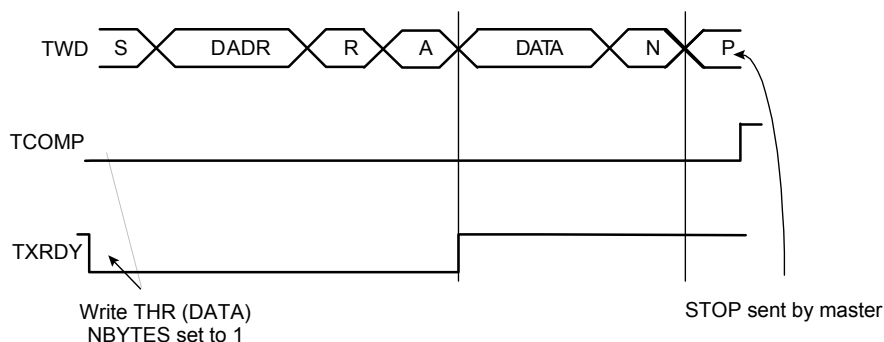 TWD S DADR R A DATA N P
TCOMP
TXRDY
Write THR (DATA)
NBYTES set to 1
STOP sent by master